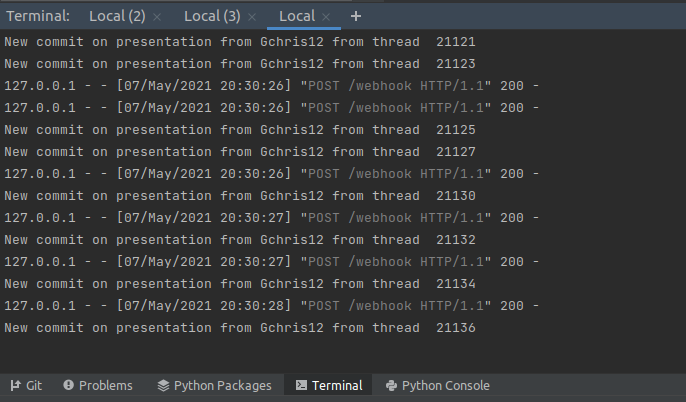 Terminal: Local (2) × Local (3) × Local × +
New commit on presentation from Gchris12 from thread  21121
New commit on presentation from Gchris12 from thread  21123
127.0.0.1 - - [07/May/2021 20:30:26] "POST /webhook HTTP/1.1" 200 -
127.0.0.1 - - [07/May/2021 20:30:26] "POST /webhook HTTP/1.1" 200 -
New commit on presentation from Gchris12 from thread  21125
New commit on presentation from Gchris12 from thread  21127
127.0.0.1 - - [07/May/2021 20:30:26] "POST /webhook HTTP/1.1" 200 -
New commit on presentation from Gchris12 from thread  21130
127.0.0.1 - - [07/May/2021 20:30:27] "POST /webhook HTTP/1.1" 200 -
New commit on presentation from Gchris12 from thread  21132
127.0.0.1 - - [07/May/2021 20:30:27] "POST /webhook HTTP/1.1" 200 -
New commit on presentation from Gchris12 from thread  21134
127.0.0.1 - - [07/May/2021 20:30:28] "POST /webhook HTTP/1.1" 200 -
New commit on presentation from Gchris12 from thread  21136
Git Problems Python Packages Terminal Python Console